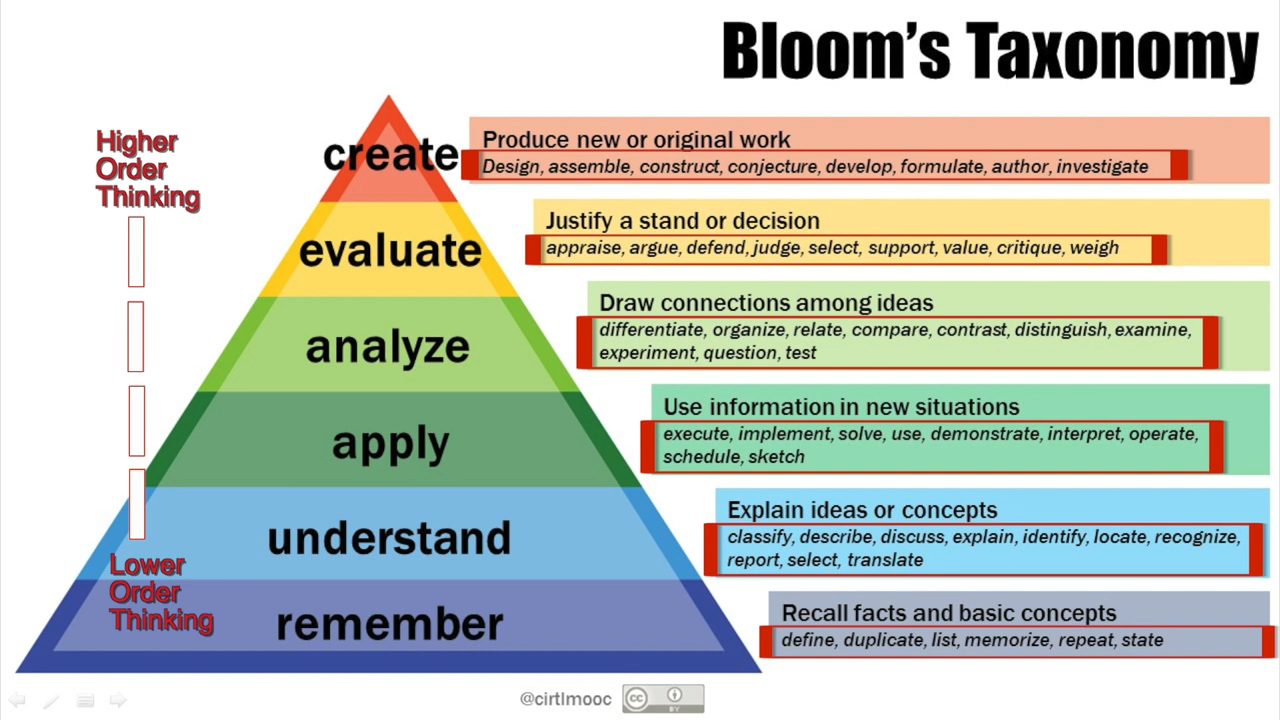 Bloom's Taxonomy
Higher
Order
Thinking
create
Produce new or original work
Design, assemble, construct, conjecture, develop, formulate, author, investigate
evaluate
Justify a stand or decision
appraise, argue, defend, judge, select, support, value, critique, weigh
analyze
Draw connections among ideas
differentiate, organize, relate, compare, contrast, distinguish, examine,
experiment, question, test
apply
Use information in new situations
execute, implement, solve, use, demonstrate, interpret, operate,
schedule, sketch
understand
Explain ideas or concepts
classify, describe, discuss, explain, identify, locate, recognize,
report, select, translate
Lower
Order
Thinking
remember
Recall facts and basic concepts
define, duplicate, list, memorize, repeat, state
@cirtlmooc
cc
BY